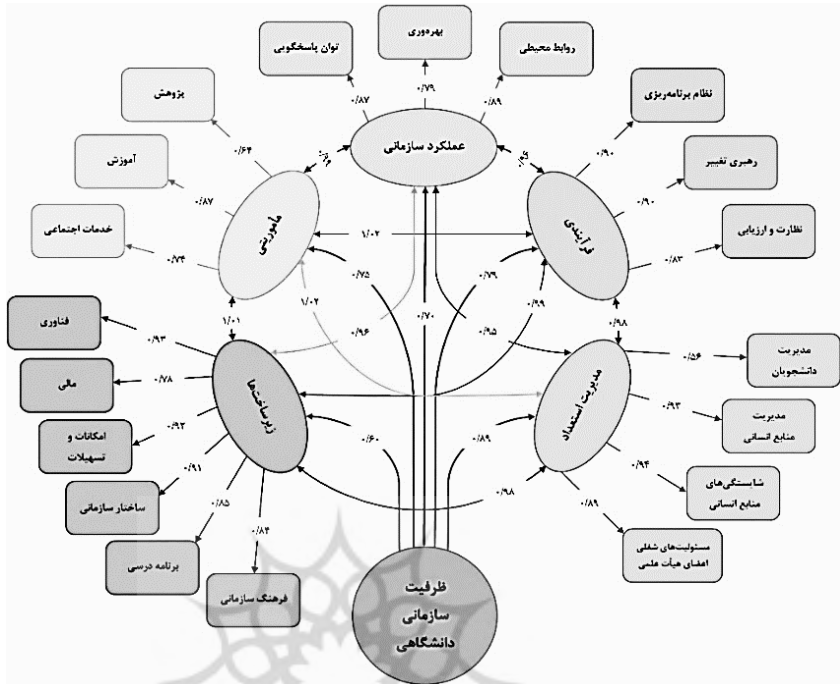 بهره‌وری
توان پاسخگویی
روابط محیطی
۰/۸۷
۰/۷۹
۰/۸۹
پژوهش
نظام برنامه‌ریزی
عملکرد سازمانی
۰/۶۴
۰/۹۰
۰/۹۶
آموزش
رهبری تغییر
۰/۸۷
مأموریتی
فرآیندی
۰/۹۰
خدمات اجتماعی
نظارت و ارزیابی
۰/۷۴
۱/۰۲
۰/۸۳
۰/۷۵
۰/۷۹
۱/۰۲
۰/۹۹
۱/۰۱
۰/۷۰
۰/۹۸
فناوری
۰/۹۳
۰/۹۶
۰/۹۵
مدیریت
دانشجویان
۰/۵۶
مالی
۰/۷۸
زیرساخت‌ها
مدیریت استعداد
امکانات و
تسهیلات
۰/۹۲
۰/۶۰
۰/۸۹
۰/۹۳
مدیریت
منابع انسانی
ساختار سازمانی
۰/۹۱
۰/۹۸
۰/۹۴
شایستگی‌های
منابع انسانی
برنامه درسی
۰/۸۵
۰/۸۴
۰/۸۹
مسئولیت‌های شغلی
اعضای هیأت علمی
فرهنگ سازمانی
ظرفیت
سازمانی
دانشگاهی